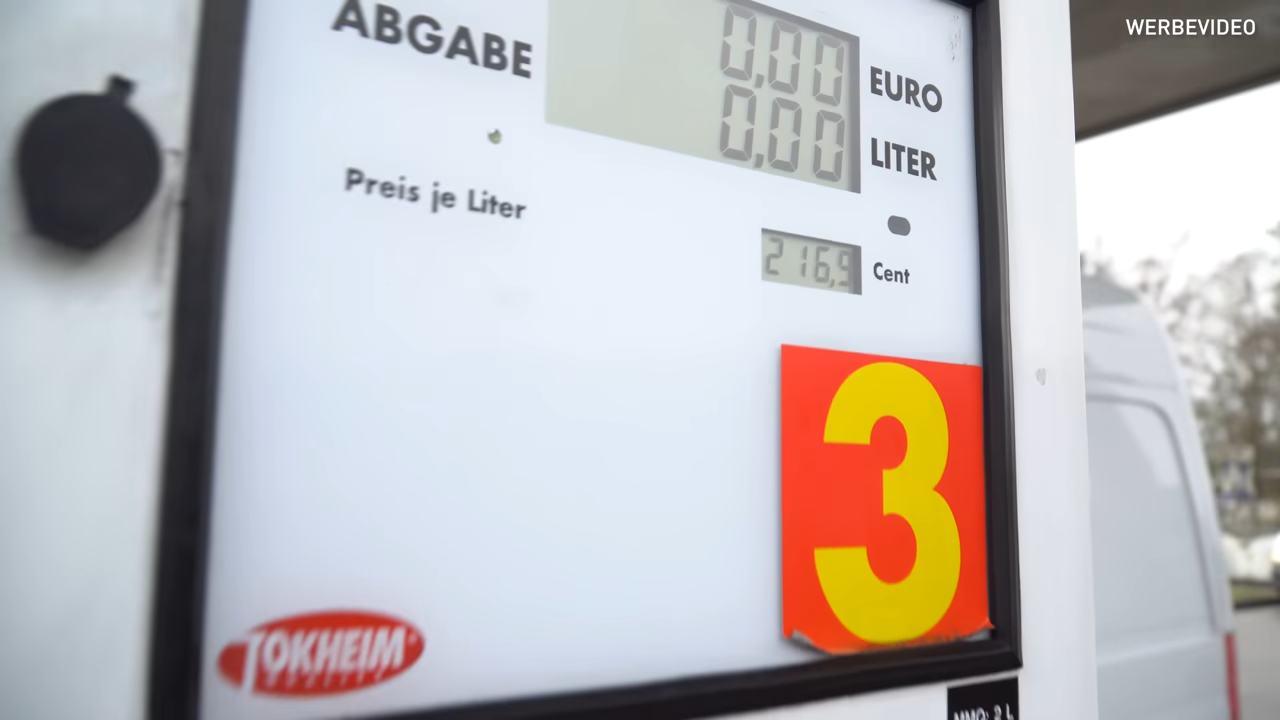 WERBEVIDEO
ABGABE
0,00
EURO
0,00
LITER
Preis je Liter
216,9
Cent
3
TOKHEIM